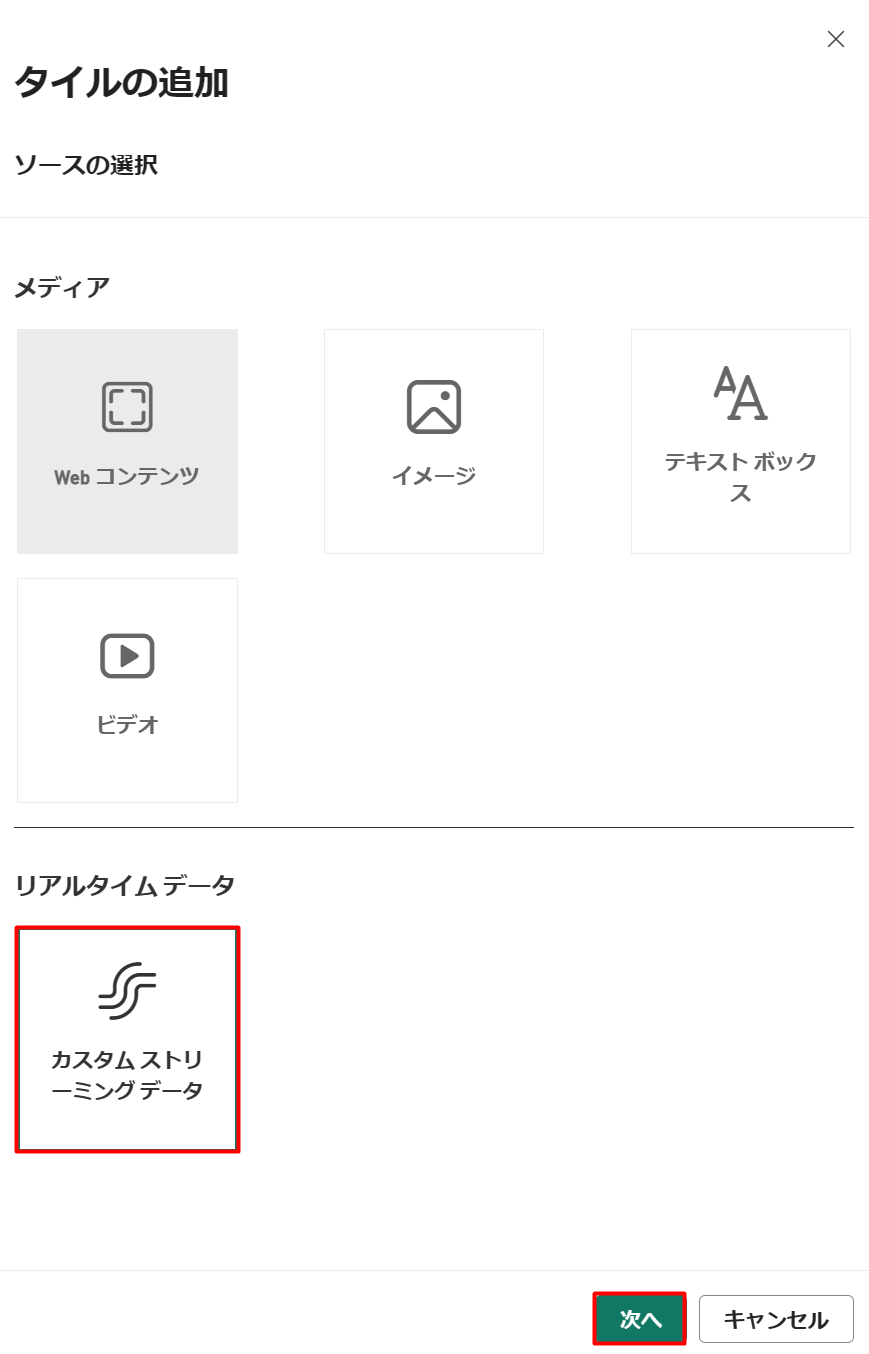 タイルの追加
ソースの選択
メディア
Web コンテンツ
イメージ
テキスト ボック
ス
ビデオ
リアルタイム データ
カスタム ストリ
ーミング データ
次へ
キャンセル